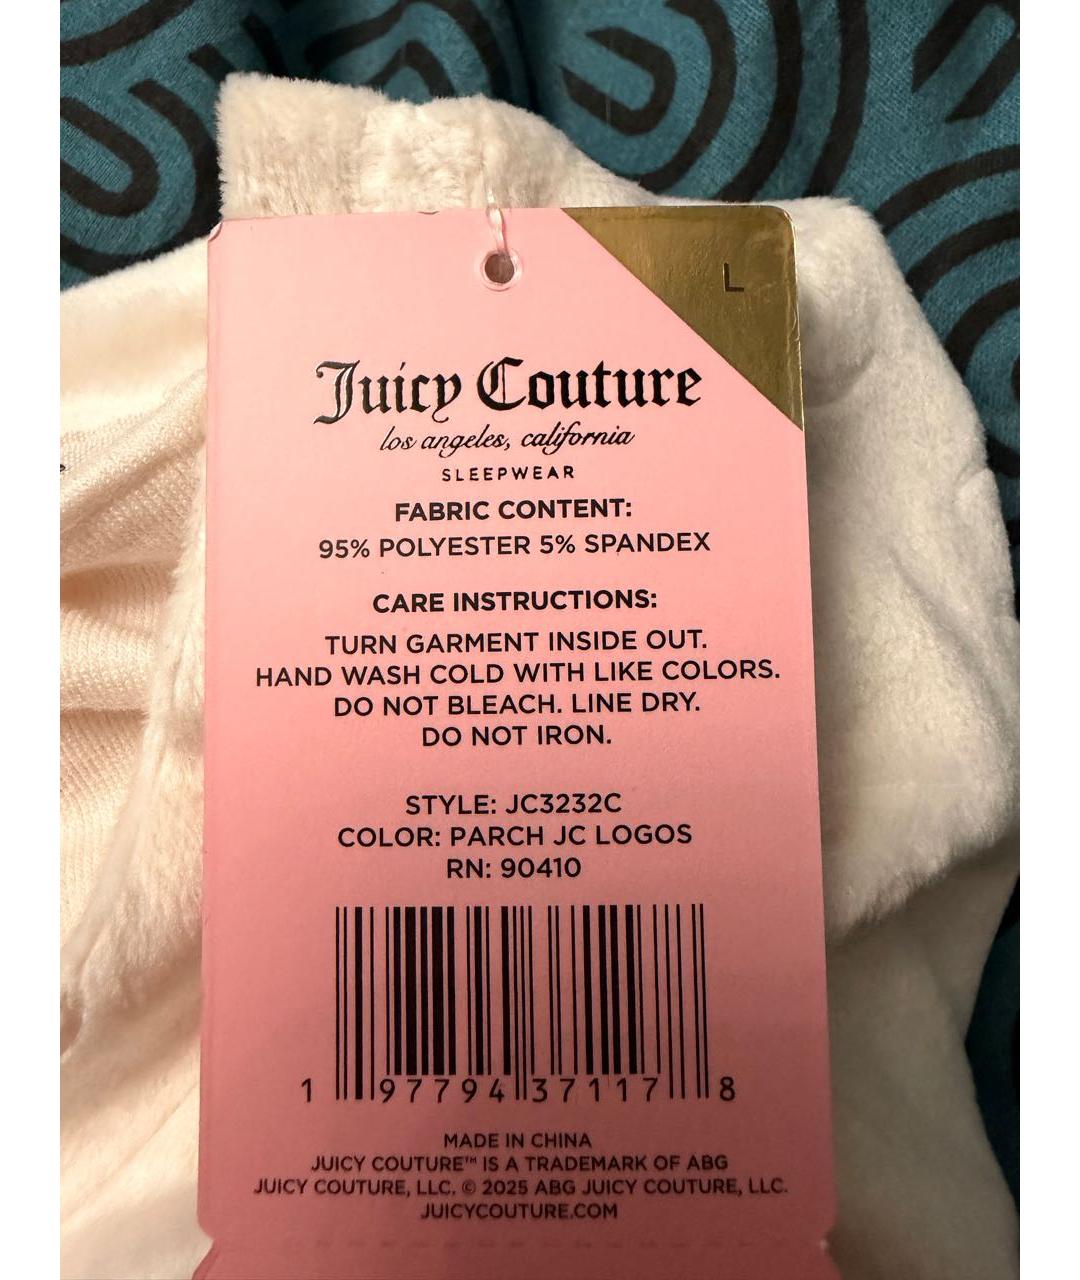 L
Juicy Couture
los angeles, california
SLEEPWEAR
FABRIC CONTENT:
95% POLYESTER 5% SPANDEX
CARE INSTRUCTIONS:
TURN GARMENT INSIDE OUT.
HAND WASH COLD WITH LIKE COLORS.
DO NOT BLEACH. LINE DRY.
DO NOT IRON.
STYLE: JC3232C
COLOR: PARCH JC LOGOS
RN: 90410
1 97794 37117 8
MADE IN CHINA
JUICY COUTURE™ IS A TRADEMARK OF ABG
JUICY COUTURE, LLC. © 2025 ABG JUICY COUTURE, LLC.
JUICYCOUTURE.COM